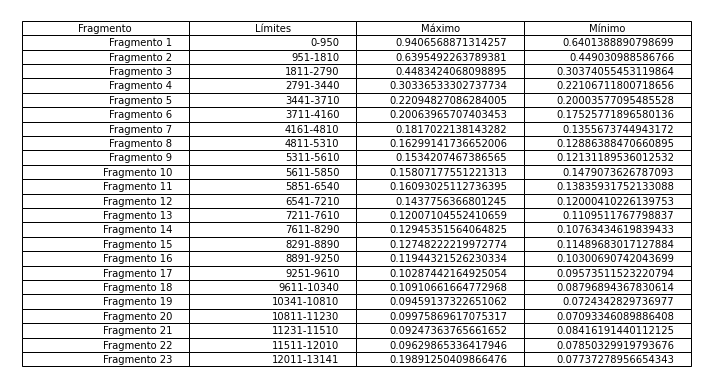 Fragmento Límites Máximo Mínimo
Fragmento 1 0-950 0.9406568871314257 0.6401388890798699
Fragmento 2 951-1810 0.6395492263789381 0.449030988586766
Fragmento 3 1811-2790 0.4483424068098895 0.30374055453119864
Fragmento 4 2791-3440 0.30336533302737734 0.22106711800718656
Fragmento 5 3441-3710 0.22094827086284005 0.20003577095485528
Fragmento 6 3711-4160 0.2006396570740345​3 0.17525771896580136
Fragmento 7 4161-4810 0.1817022138143282 0.1355673744943172
Fragmento 8 4811-5310 0.16299141736652006 0.12886388470660895
Fragmento 9 5311-5610 0.1534207467386565 0.12131189536012532
Fragmento 10 5611-5850 0.15807177551221313 0.1479073626787093
Fragmento 11 5851-6540 0.16093025112736395 0.13835931752133088
Fragmento 12 6541-7210 0.1437756366801245 0.12000410226139753
Fragmento 13 7211-7610 0.12007104552410659 0.1109511767798837
Fragmento 14 7611-8290 0.12945351564064825 0.10763434619839433
Fragmento 15 8291-8890 0.12748222219972774 0.11489683017127884
Fragmento 16 8891-9250 0.11944321526230334 0.10300690742043699
Fragmento 17 9251-9610 0.10287442164925054 0.09573511523220794
Fragmento 18 9611-10340 0.10910661664772968 0.08796894367830614
Fragmento 19 10341-10810 0.09459137322651062 0.0724342829736977
Fragmento 20 10811-11230 0.09975869617075317 0.07093346089886408
Fragmento 21 11231-11510 0.09247363765661652 0.08416191440112125
Fragmento 22 11511-12010 0.09629865336417946 0.07850329919793676
Fragmento 23 12011-13141 0.19891250409866476 0.07737278956654343